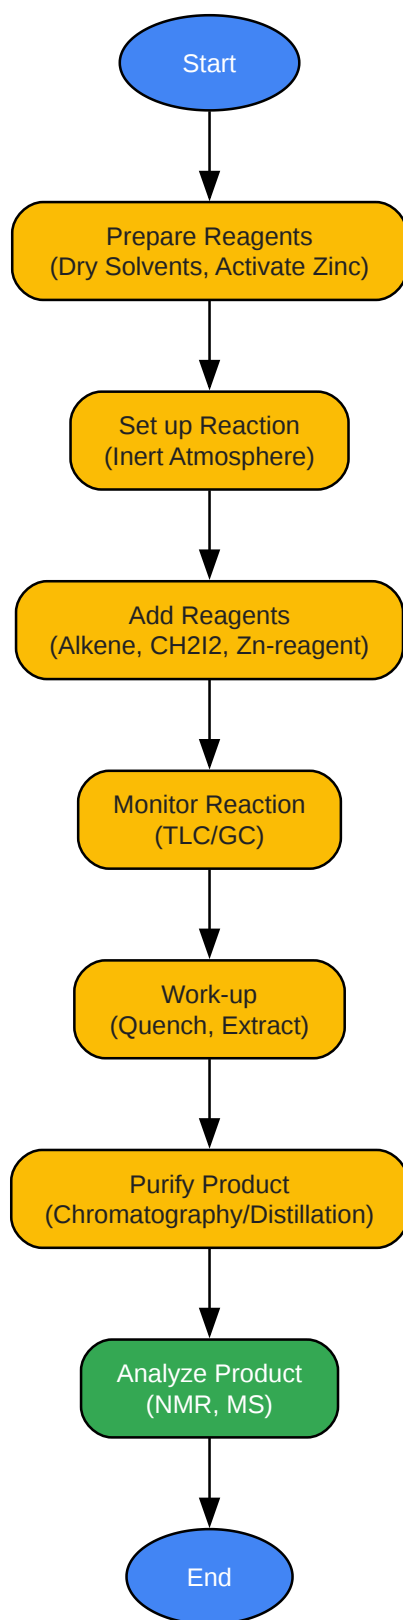 Start
Prepare Reagents
(Dry Solvents, Activate Zinc)
Set up Reaction
(Inert Atmosphere)
Add Reagents
(Alkene, CH2I2, Zn-reagent)
Monitor Reaction
(TLC/GC)
Work-up
(Quench, Extract)
Purify Product
(Chromatography/Distillation)
Analyze Product
(NMR, MS)
End